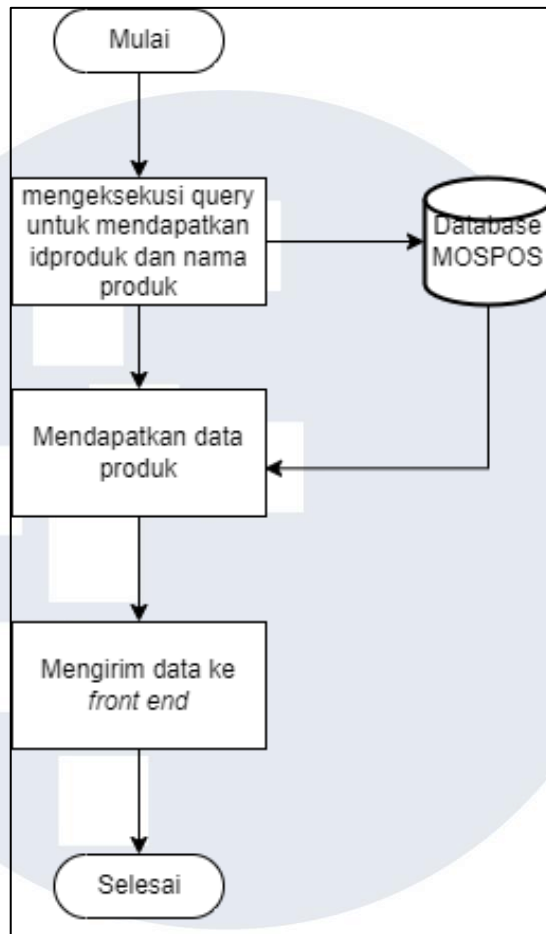 Mulai
mengeksekusi query
untuk mendapatkan
idproduk dan nama
produk
Database
MOSPOS
Mendapatkan data
produk
Mengirim data ke
front end
Selesai